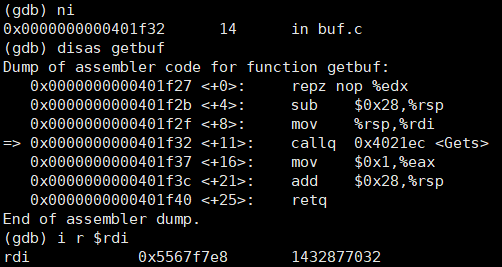 (gdb) ni
0x0000000000401f32      14      in buf.c
(gdb) disas getbuf
Dump of assembler code for function getbuf:
   0x0000000000401f27 <+0>:     repz nop %edx
   0x0000000000401f2b <+4>:     sub    $0x28,%rsp
   0x0000000000401f2f <+8>:     mov    %rsp,%rdi
=> 0x0000000000401f32 <+11>:    callq  0x4021ec <Gets>
   0x0000000000401f37 <+16>:    mov    $0x1,%eax
   0x0000000000401f3c <+21>:    add    $0x28,%rsp
   0x0000000000401f40 <+25>:    retq
End of assembler dump.
(gdb) i r $rdi
rdi            0x5567f7e8       1432877032